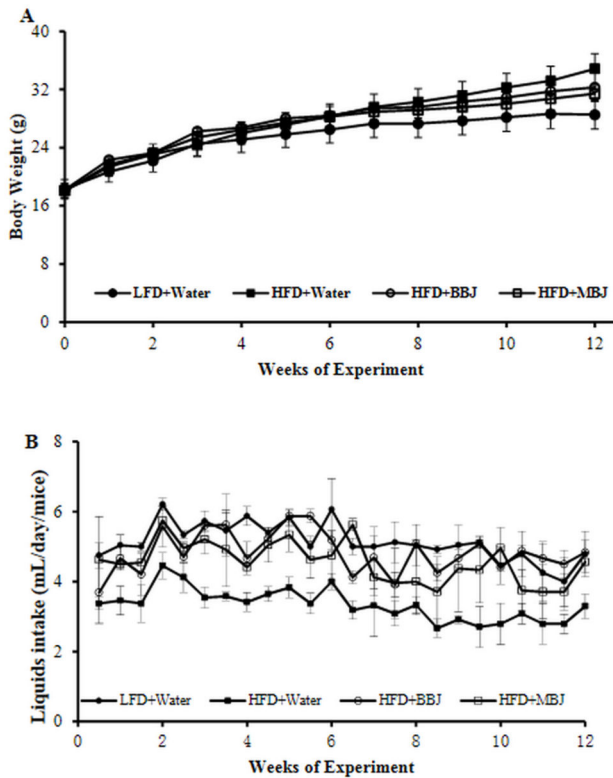 A
40
32
24
16
8
0
Body Weight (g)
LFD+Water HFD+Water HFD+BBJ HFD+MBJ
0 2 4 6 8 10 12
Weeks of Experiment
B
8
6
4
2
0
Liquids intake (mL/day/mice)
LFD+Water HFD+Water HFD+BBJ HFD+MBJ
0 2 4 6 8 10 12
Weeks of Experiment